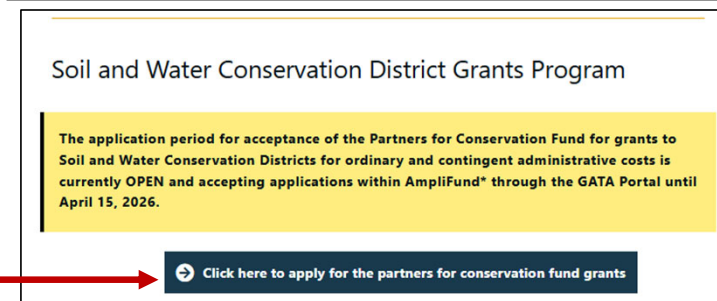 Soil and Water Conservation District Grants Program
The application period for acceptance of the Partners for Conservation Fund for grants to
Soil and Water Conservation Districts for ordinary and contingent administrative costs is
currently OPEN and accepting applications within AmpliFund* through the GATA Portal until
April 15, 2026.
Click here to apply for the partners for conservation fund grants